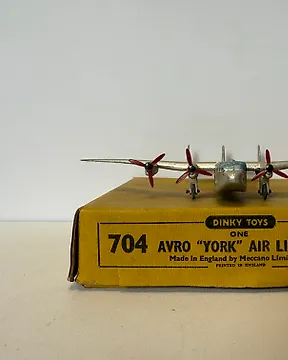 DINKY TOYS
ONE
704 AVRO "YORK" AIR LI
Made in England by Meccano Limi
PRINTED IN ENGLAND